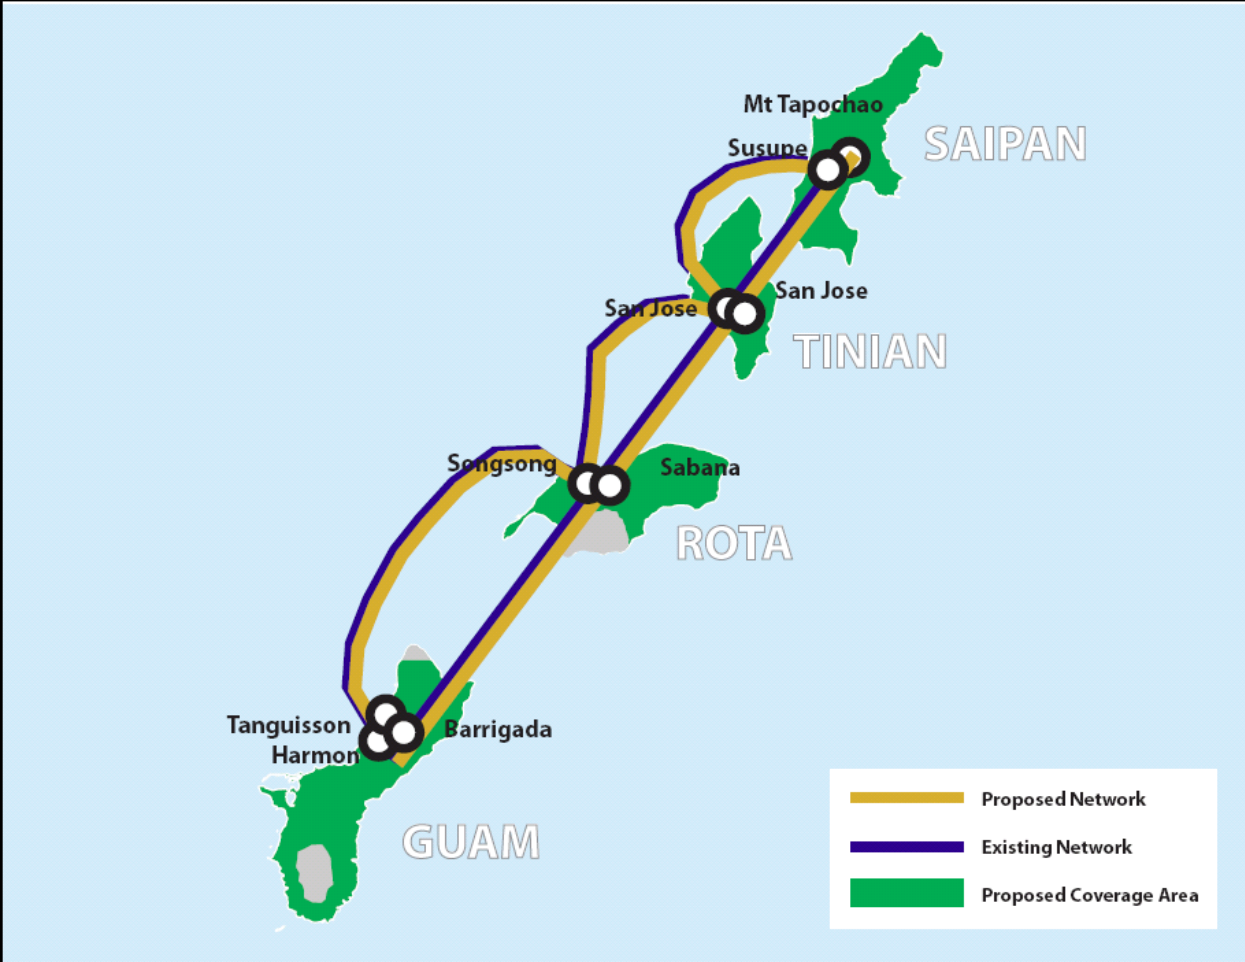 Mt Tapochao
SAIPAN
Susupe
San Jose
San Jose
TINIAN
Songsong
Sabana
ROTA
Tanguisson
Barrigada
Harmon
GUAM
Proposed Network
Existing Network
Proposed Coverage Area